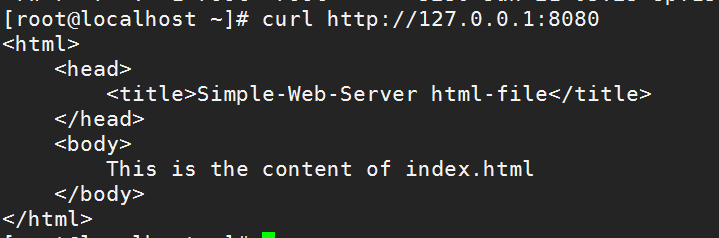 [root@localhost ~]# curl http://127.0.0.1:8080
<html>
    <head>
        <title>Simple-Web-Server html-file</title>
    </head>
    <body>
        This is the content of index.html
    </body>
</html>